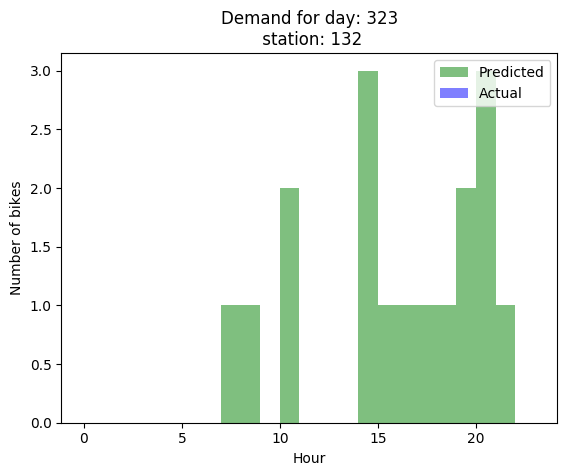 Demand for day: 323
station: 132
Predicted
Actual
Number of bikes
3.0
2.5
2.0
1.5
1.0
0.5
0.0
0
5
10
15
20
Hour